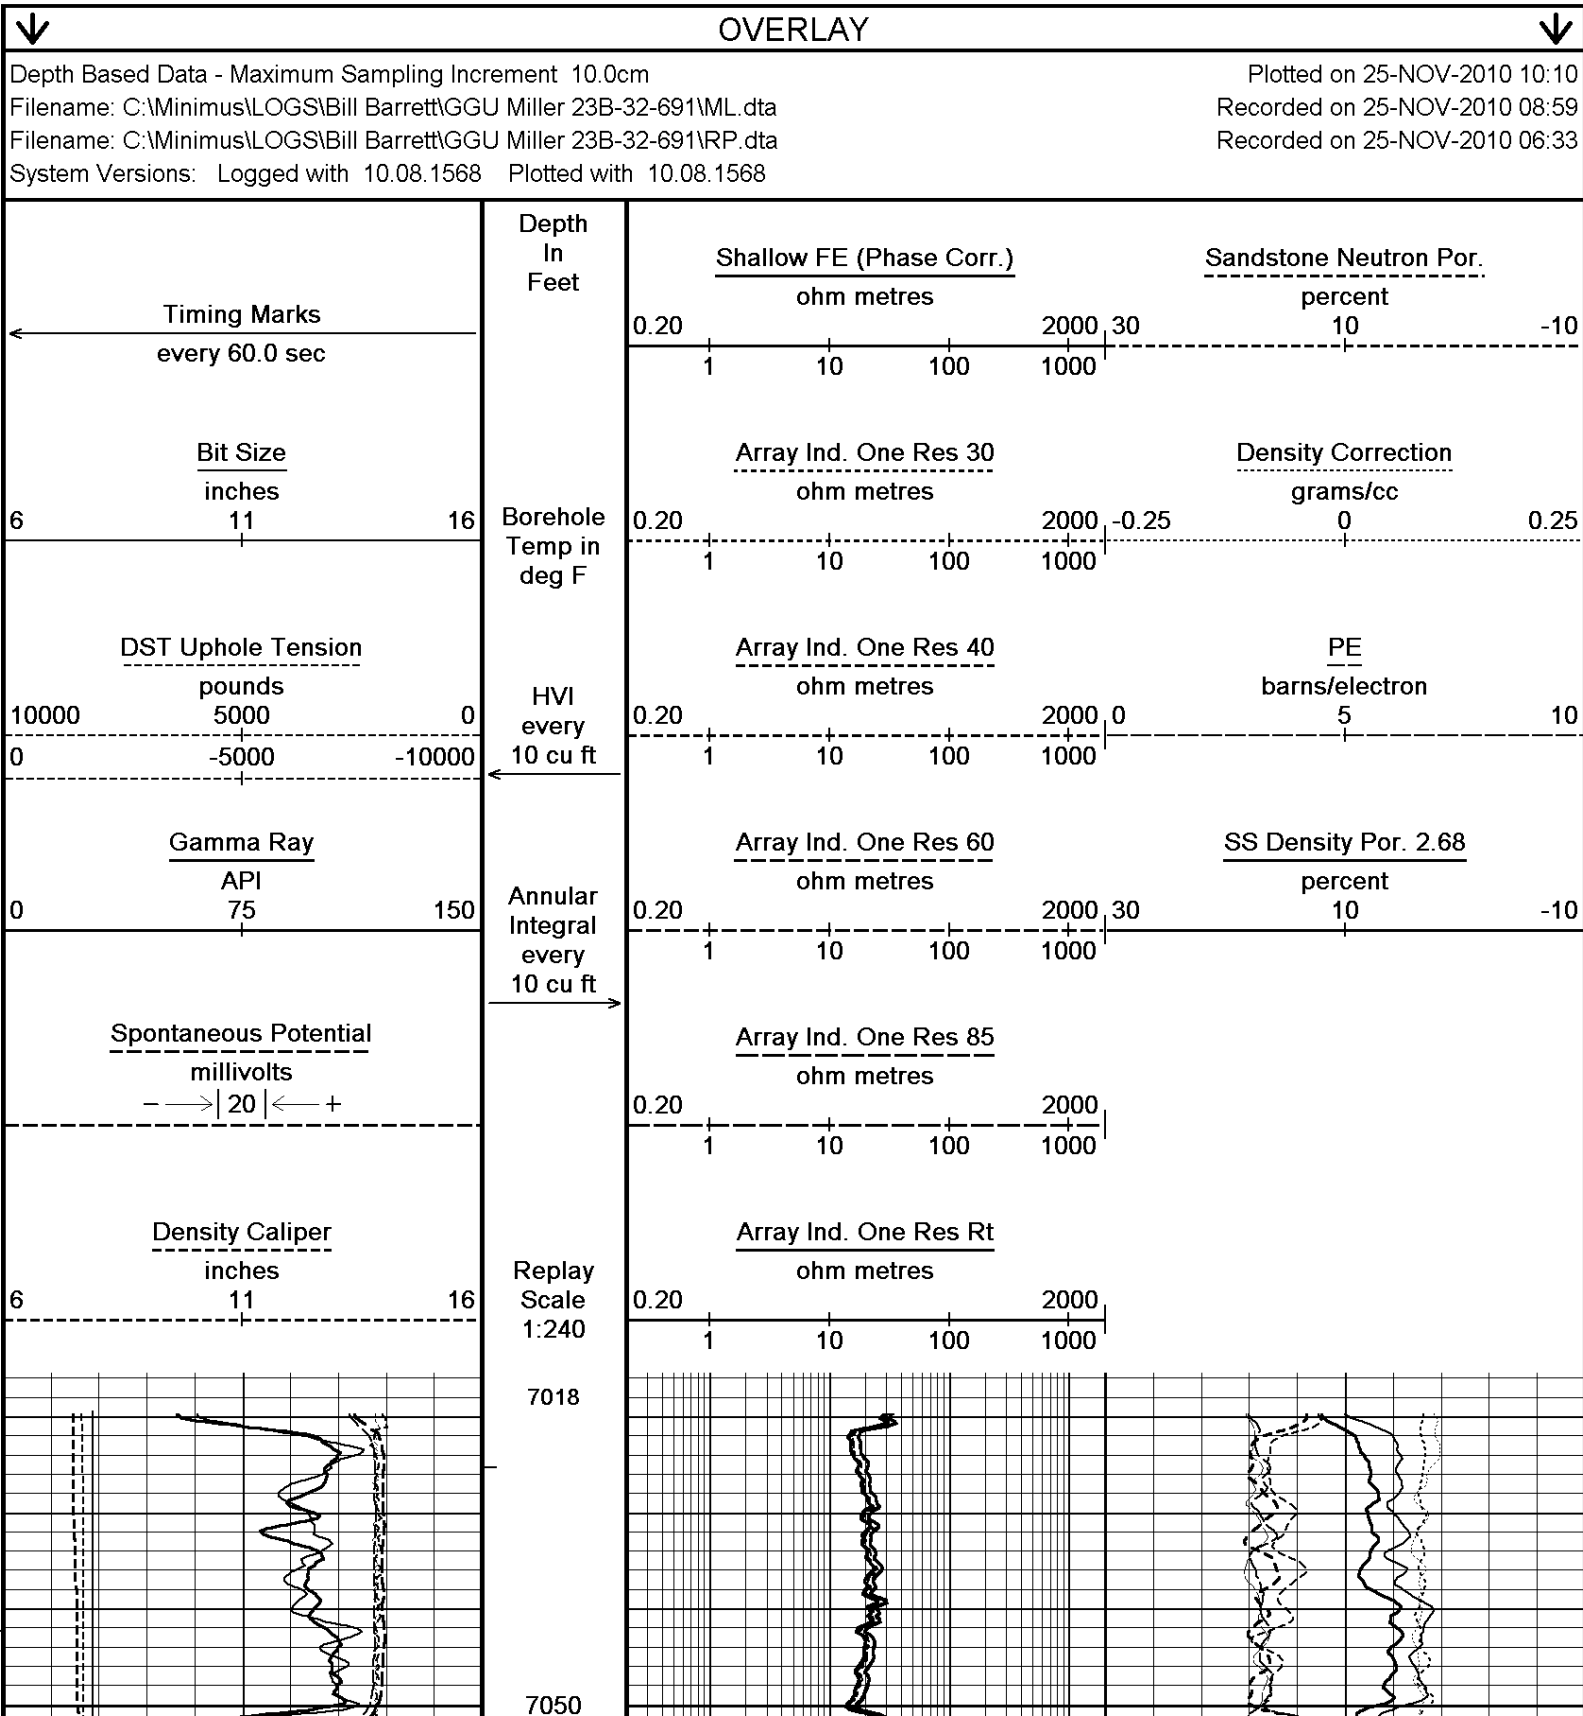 OVERLAY
Depth Based Data - Maximum Sampling Increment 10.0cm
Plotted on 25-NOV-2010 10:10
Filename: C:\Minimus\LOGS\Bill Barrett\GGU Miller 23B-32-691\ML.dta
Recorded on 25-NOV-2010 08:59
Filename: C:\Minimus\LOGS\Bill Barrett\GGU Miller 23B-32-691\RP.dta
Recorded on 25-NOV-2010 06:33
System Versions: Logged with 10.08.1568 Plotted with 10.08.1568
Timing Marks
every 60.0 sec
Bit Size
inches
6 11 16
DST Uphole Tension
pounds
10000 5000 0
0 -5000 -10000
Gamma Ray
API
0 75 150
Spontaneous Potential
millivolts
− 20 +
Density Caliper
inches
6 11 16
Depth
In
Feet
Borehole
Temp in
deg F
HVI
every
10 cu ft
Annular
Integral
every
10 cu ft
Replay
Scale
1:240
7018
7050
Shallow FE (Phase Corr.)
ohm metres
0.20 2000
1 10 100 1000
Array Ind. One Res 30
ohm metres
0.20 2000
1 10 100 1000
Array Ind. One Res 40
ohm metres
0.20 2000
1 10 100 1000
Array Ind. One Res 60
ohm metres
0.20 2000
1 10 100 1000
Array Ind. One Res 85
ohm metres
0.20 2000
1 10 100 1000
Array Ind. One Res Rt
ohm metres
0.20 2000
1 10 100 1000
Sandstone Neutron Por.
percent
30 10 -10
Density Correction
grams/cc
-0.25 0 0.25
PE
barns/electron
0 5 10
SS Density Por. 2.68
percent
30 10 -10